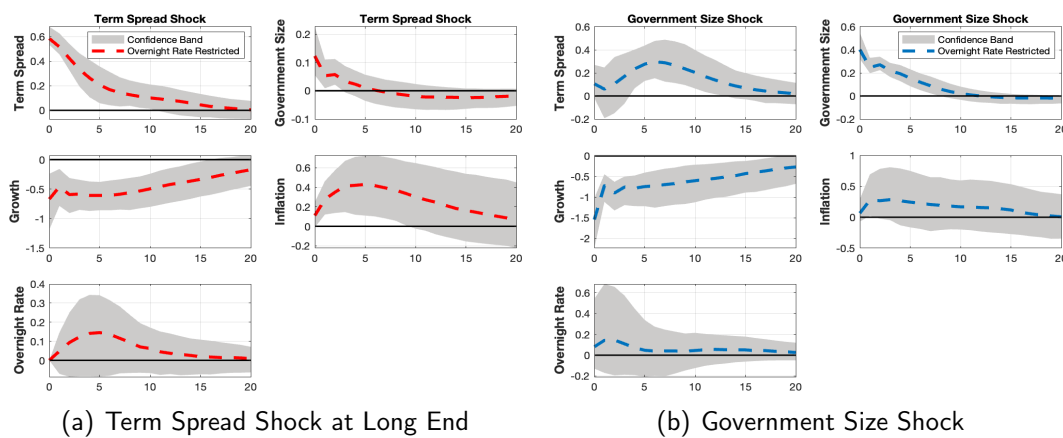 Term Spread Shock
Term Spread
0.6
0.4
0.2
0
Confidence Band
Overnight Rate Restricted
0 5 10 15 20
Term Spread Shock
Government Size
0.2
0.1
0
-0.1
0 5 10 15 20
Growth
0
-0.5
-1
-1.5
0 5 10 15 20
Inflation
0.6
0.4
0.2
0
-0.2
0 5 10 15 20
Overnight Rate
0.4
0.3
0.2
0.1
0
0 5 10 15 20
(a) Term Spread Shock at Long End
Government Size Shock
Term Spread
0.6
0.4
0.2
0
-0.2
0 5 10 15 20
Government Size Shock
Government Size
0.4
0.2
0
-0.2
Confidence Band
Overnight Rate Restricted
0 5 10 15 20
Growth
0
-0.5
-1
-1.5
-2
0 5 10 15 20
Inflation
1
0.5
0
-0.5
0 5 10 15 20
Overnight Rate
0.6
0.4
0.2
0
-0.2
0 5 10 15 20
(b) Government Size Shock